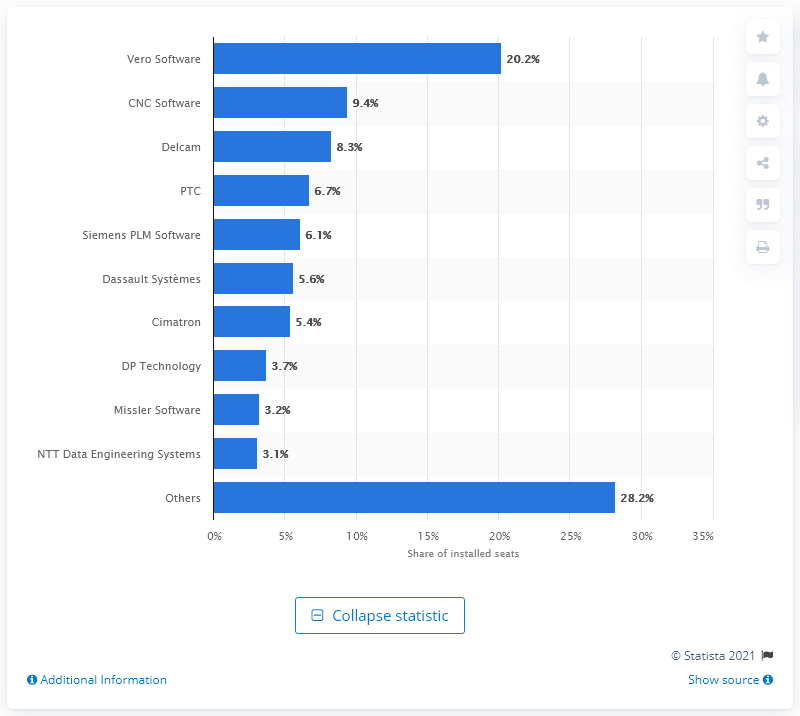 Vero Software 20.2%
CNC Software 9.4%
Delcam 8.3%
PTC 6.7%
Siemens PLM Software 6.1%
Dassault Systèmes 5.6%
Cimatron 5.4%
DP Technology 3.7%
Missler Software 3.2%
NTT Data Engineering Systems 3.1%
Others 28.2%
0% 5% 10% 15% 20% 25% 30% 35%
Share of installed seats
Collapse statistic
© Statista 2021
Additional Information Show source